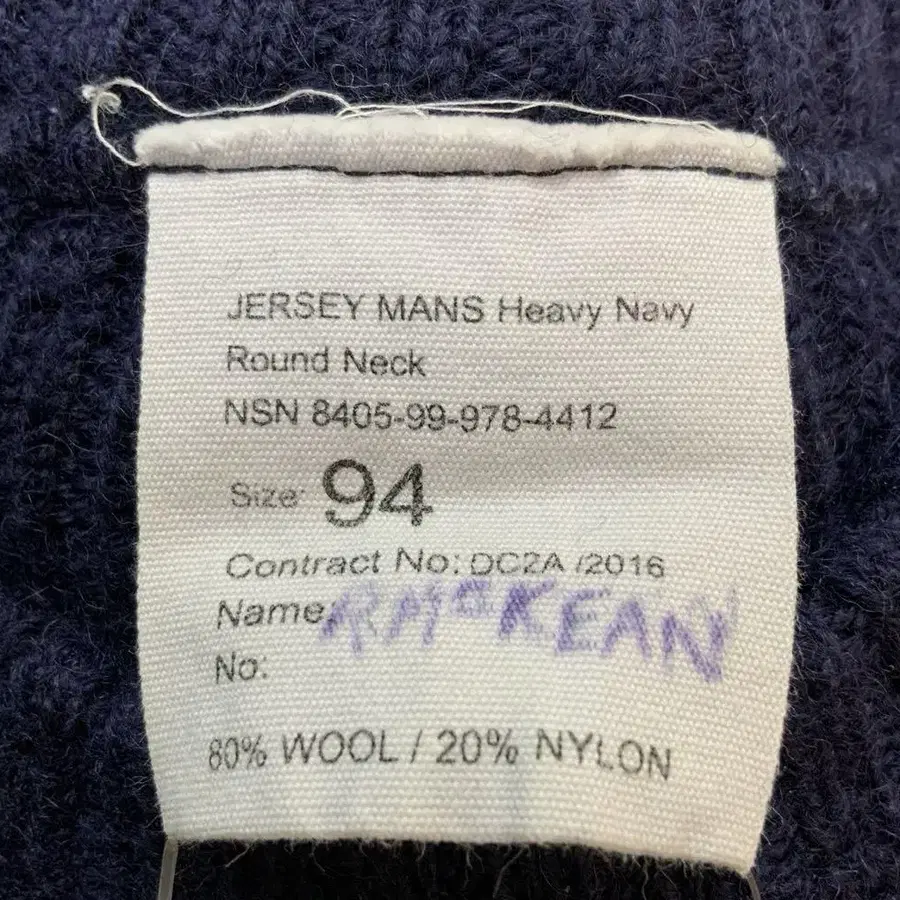 JERSEY MANS Heavy Navy
Round Neck
NSN 8405-99-978-4412
Size: 94
Contract No: DC2A /2016
Name: R McKEAN
No:
80% WOOL / 20% NYLON